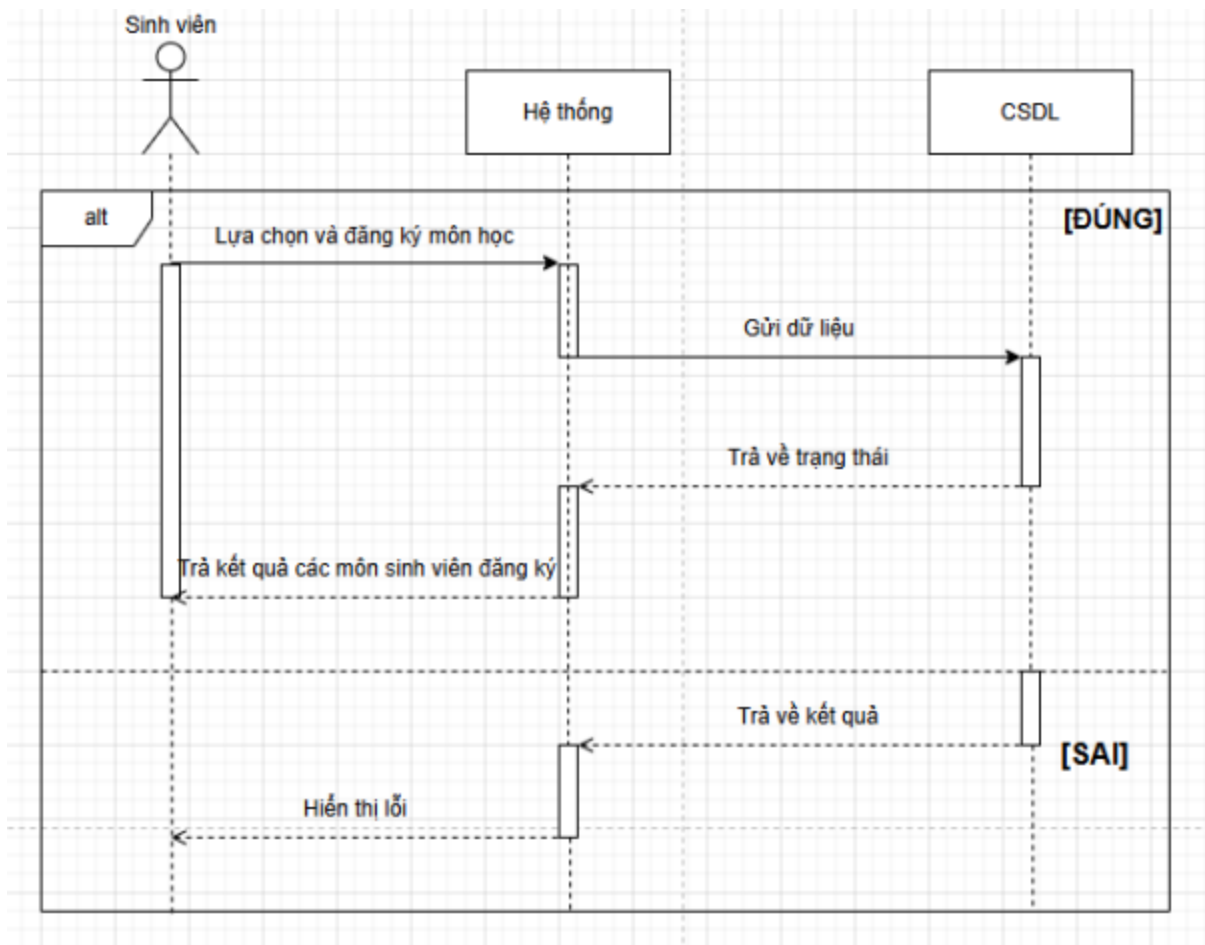 Sinh viên
Hệ thống
CSDL
alt
[ĐÚNG]
Lựa chọn và đăng ký môn học
Gửi dữ liệu
Trả về trạng thái
Trả kết quả các môn sinh viên đăng ký
Trả về kết quả
[SAI]
Hiển thị lỗi